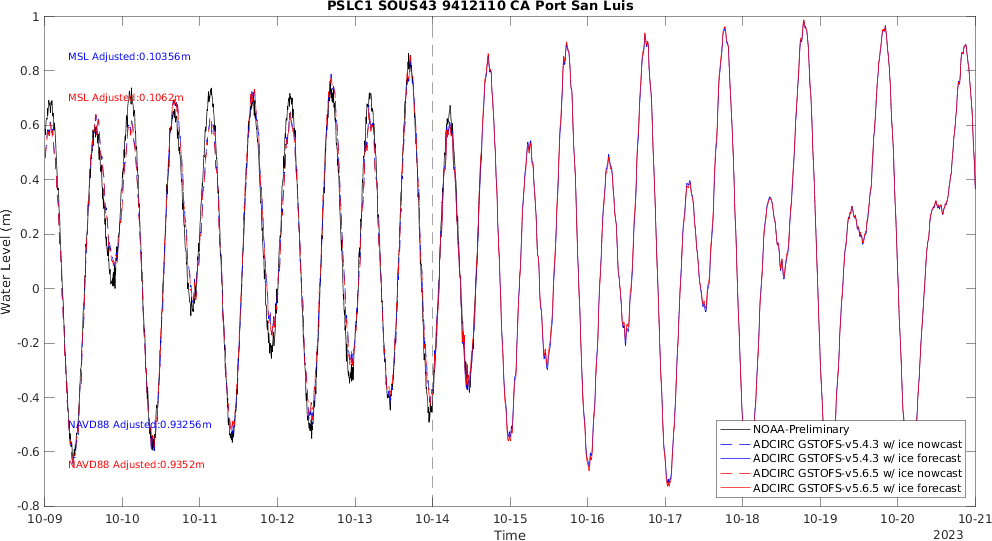 PSLC1 SOUS43 9412110 CA Port San Luis
1
0.8
0.6
0.4
0.2
0
-0.2
-0.4
-0.6
-0.8
Water Level (m)
MSL Adjusted:0.10356m
MSL Adjusted:0.1062m
NAVD88 Adjusted:0.93256m
NAVD88 Adjusted:0.9352m
NOAA-Preliminary
ADCIRC GSTOFS-v5.4.3 w/ ice nowcast
ADCIRC GSTOFS-v5.4.3 w/ ice forecast
ADCIRC GSTOFS-v5.6.5 w/ ice nowcast
ADCIRC GSTOFS-v5.6.5 w/ ice forecast
10-09 10-10 10-11 10-12 10-13 10-14 10-15 10-16 10-17 10-18 10-19 10-20 10-21
Time
2023